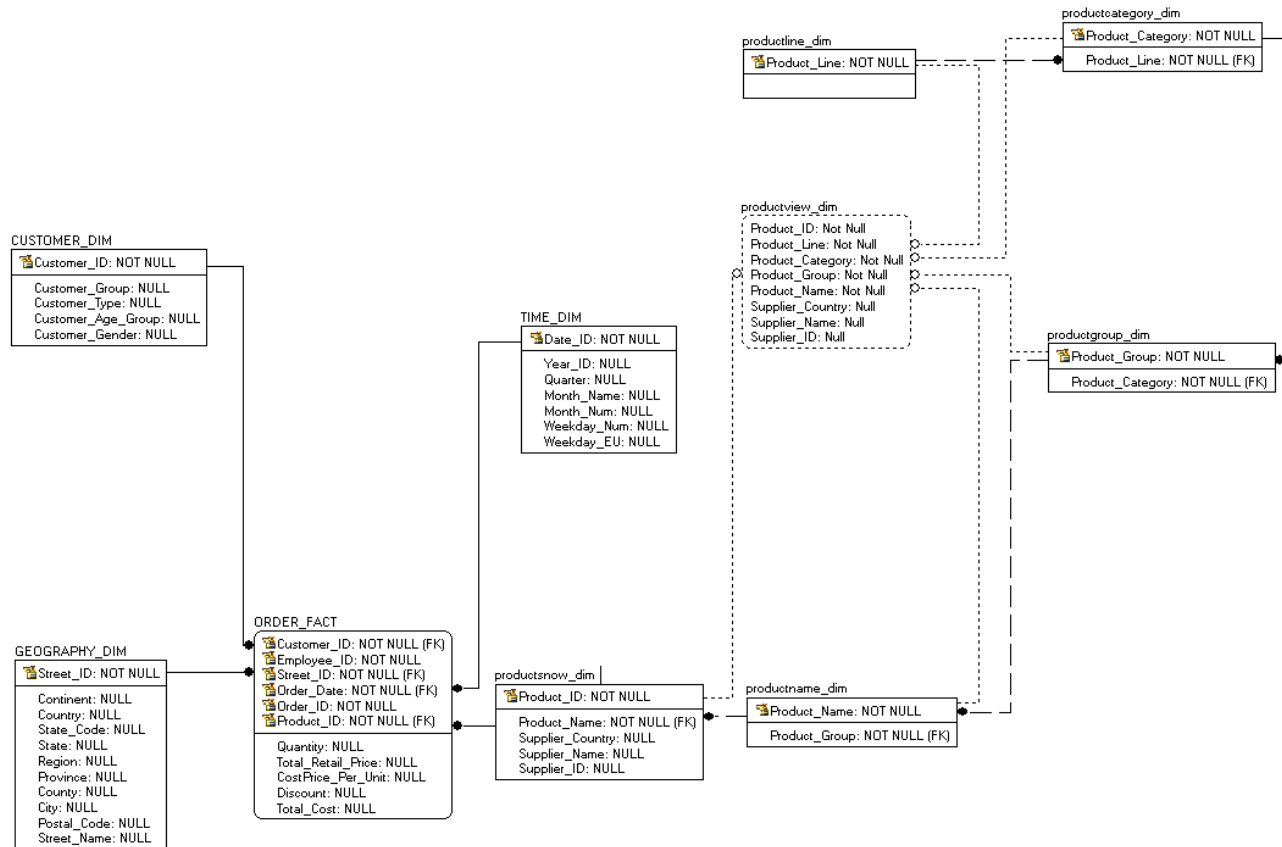 productcategory_dim
Product_Category: NOT NULL
Product_Line: NOT NULL (FK)
productline_dim
Product_Line: NOT NULL
productview_dim
Product_ID: Not Null
Product_Line: Not Null
Product_Category: Not Null
Product_Group: Not Null
Product_Name: Not Null
Supplier_Country: Null
Supplier_Name: Null
Supplier_ID: Null
CUSTOMER_DIM
Customer_ID: NOT NULL
Customer_Group: NULL
Customer_Type: NULL
Customer_Age_Group: NULL
Customer_Gender: NULL
TIME_DIM
Date_ID: NOT NULL
Year_ID: NULL
Quarter: NULL
Month_Name: NULL
Month_Num: NULL
Weekday_Num: NULL
Weekday_EU: NULL
productgroup_dim
Product_Group: NOT NULL
Product_Category: NOT NULL (FK)
ORDER_FACT
Customer_ID: NOT NULL (FK)
Employee_ID: NOT NULL
Street_ID: NOT NULL (FK)
Order_Date: NOT NULL (FK)
Order_ID: NOT NULL
Product_ID: NOT NULL (FK)
Quantity: NULL
Total_Retail_Price: NULL
CostPrice_Per_Unit: NULL
Discount: NULL
Total_Cost: NULL
GEOGRAPHY_DIM
Street_ID: NOT NULL
Continent: NULL
Country: NULL
State_Code: NULL
State: NULL
Region: NULL
Province: NULL
County: NULL
City: NULL
Postal_Code: NULL
Street_Name: NULL
productsnow_dim
Product_ID: NOT NULL
Product_Name: NOT NULL (FK)
Supplier_Country: NULL
Supplier_Name: NULL
Supplier_ID: NULL
productname_dim
Product_Name: NOT NULL
Product_Group: NOT NULL (FK)